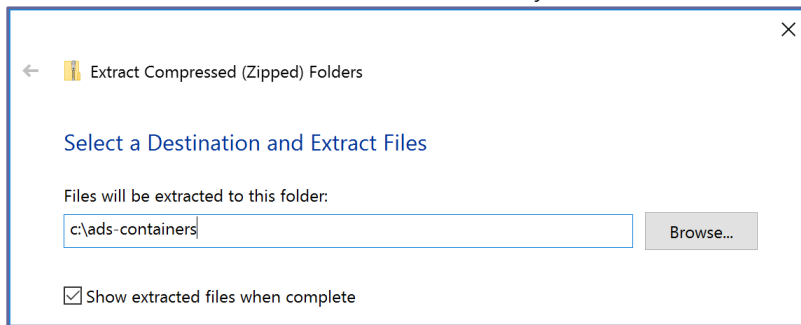 Extract Compressed (Zipped) Folders
Select a Destination and Extract Files
Files will be extracted to this folder:
c:\ads-containers
Browse...
Show extracted files when complete